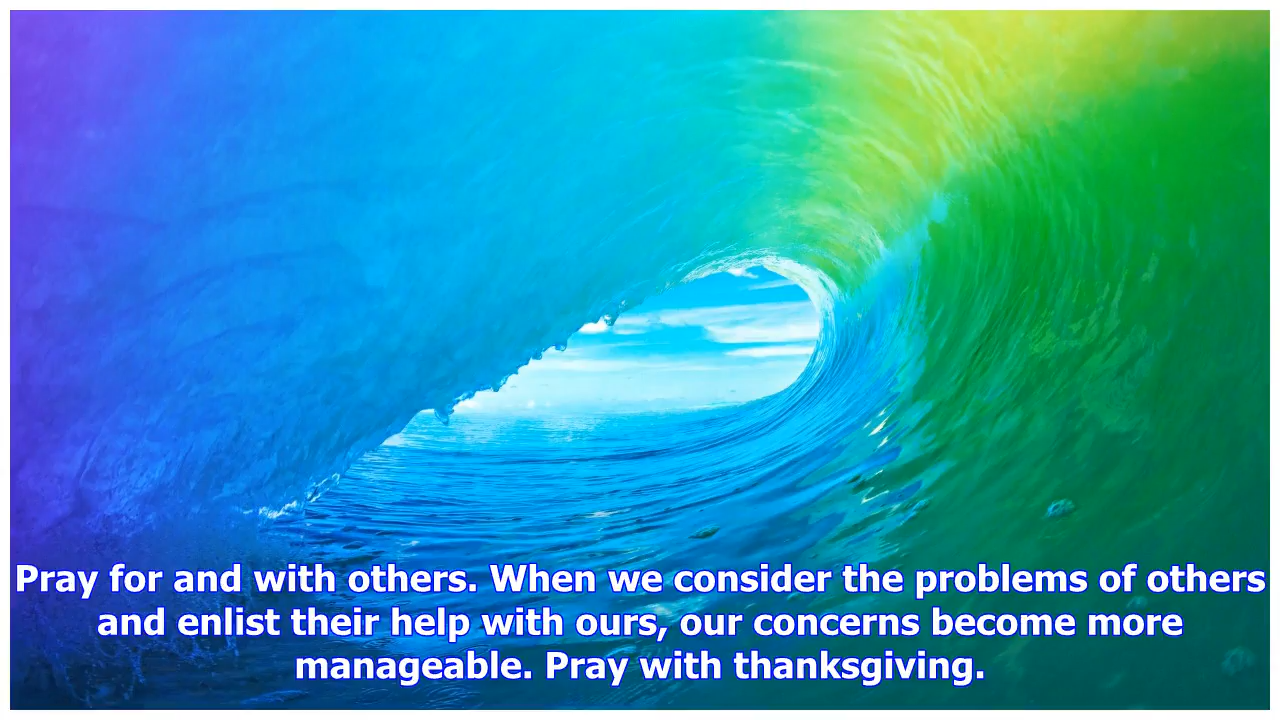 Pray for and with others. When we consider the problems of others
and enlist their help with ours, our concerns become more
manageable. Pray with thanksgiving.